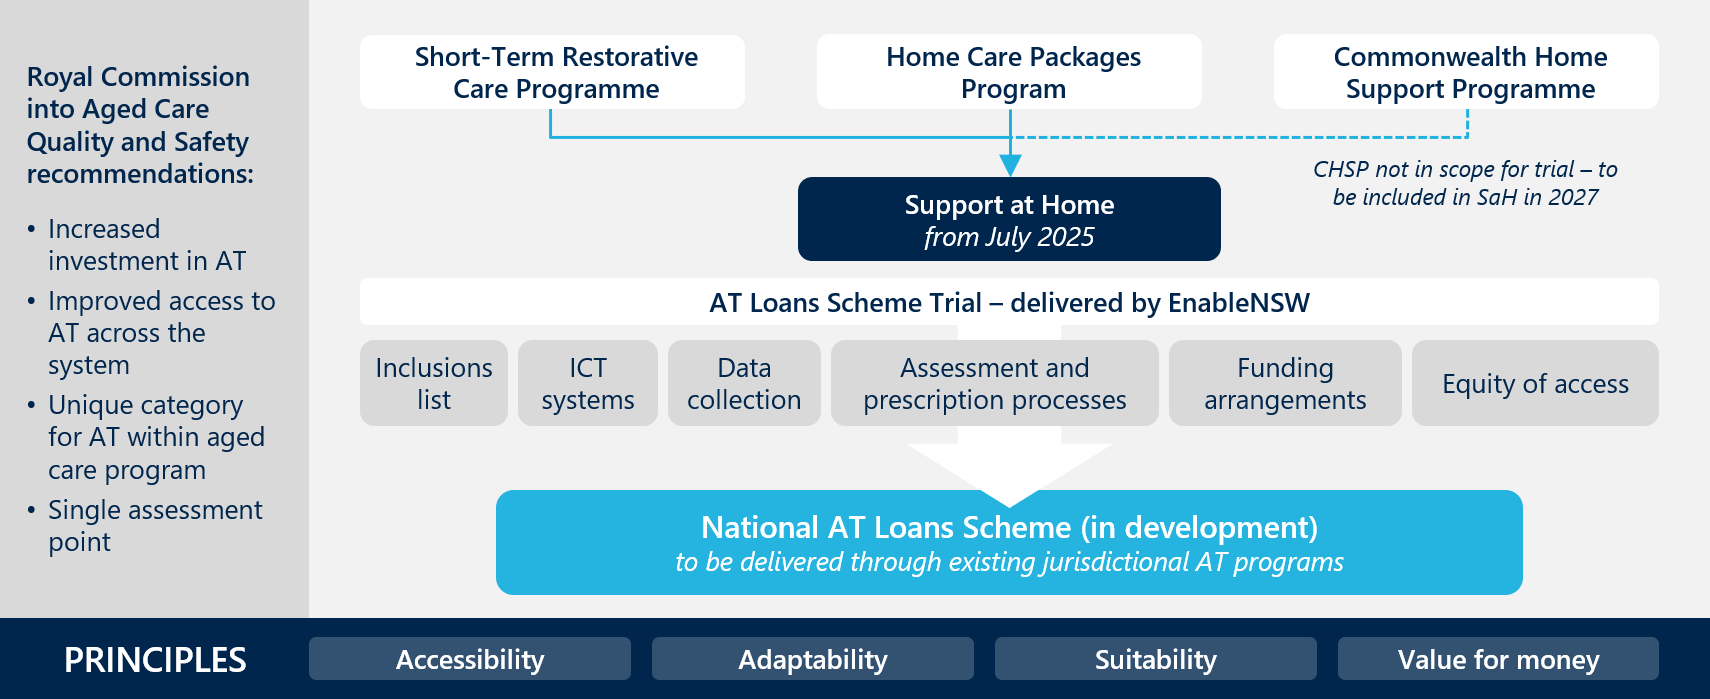 Royal Commission
into Aged Care
Quality and Safety
recommendations:
• Increased
investment in AT
• Improved access to
AT across the
system
• Unique category
for AT within aged
care program
• Single assessment
point
Short-Term Restorative
Care Programme
Home Care Packages
Program
Commonwealth Home
Support Programme
CHSP not in scope for trial – to
be included in SaH in 2027
Support at Home
from July 2025
AT Loans Scheme Trial – delivered by EnableNSW
Inclusions
list
ICT
systems
Data
collection
Assessment and
prescription processes
Funding
arrangements
Equity of access
National AT Loans Scheme (in development)
to be delivered through existing jurisdictional AT programs
PRINCIPLES
Accessibility
Adaptability
Suitability
Value for money